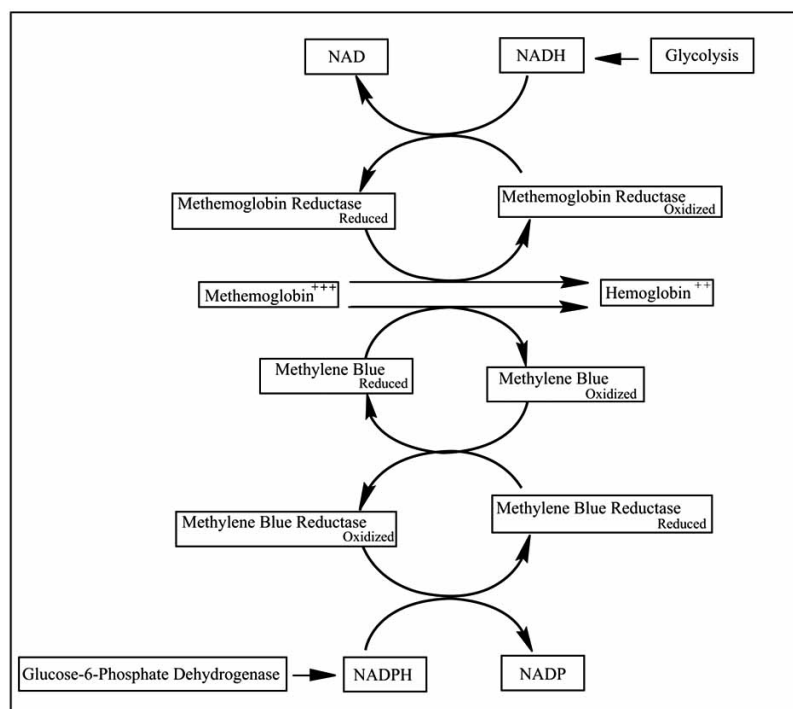 NAD
NADH
Glycolysis
Methemoglobin Reductase
Reduced
Methemoglobin Reductase
Oxidized
Methemoglobin+++
Hemoglobin++
Methylene Blue
Reduced
Methylene Blue
Oxidized
Methylene Blue Reductase
Oxidized
Methylene Blue Reductase
Reduced
Glucose-6-Phosphate Dehydrogenase
NADPH
NADP